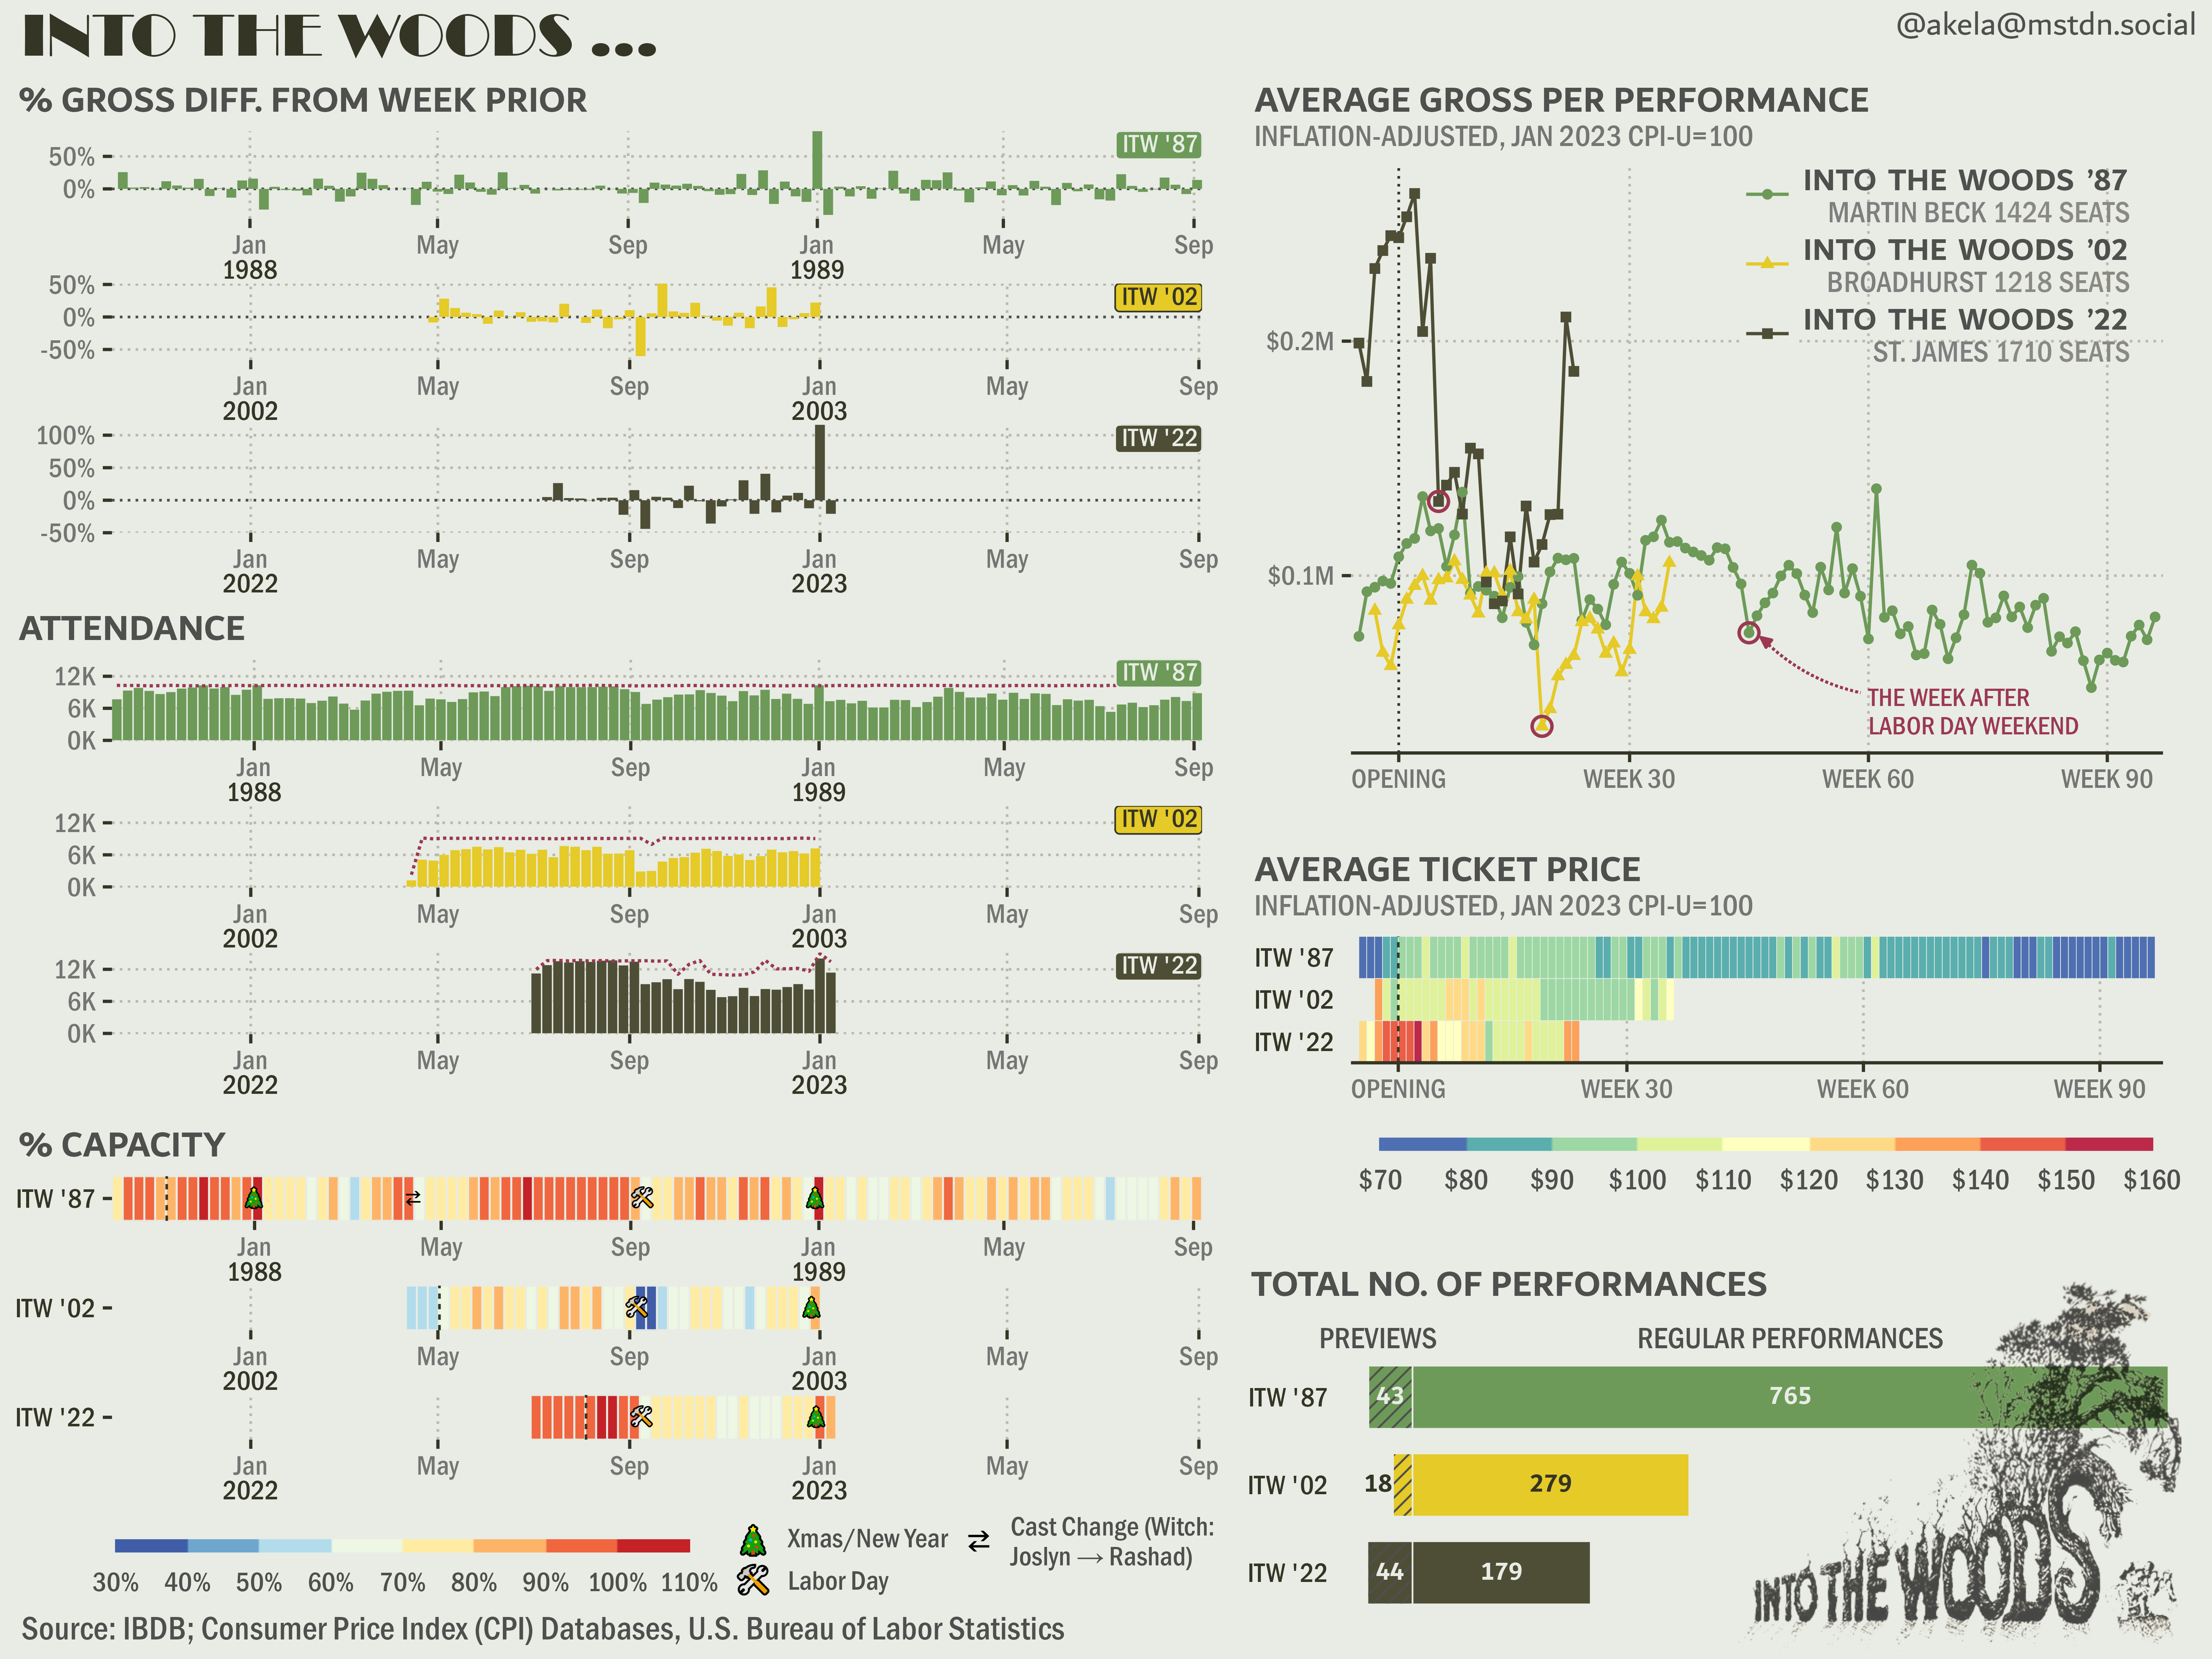 INTO THE WOODS ...
@akela@mstdn.social
% GROSS DIFF. FROM WEEK PRIOR
50%
0%
ITW '87
Jan May Sep Jan May Sep
1988 1989
50%
0%
-50%
ITW '02
Jan May Sep Jan May Sep
2002 2003
100%
50%
0%
-50%
ITW '22
Jan May Sep Jan May Sep
2022 2023
ATTENDANCE
12K
6K
0K
ITW '87
Jan May Sep Jan May Sep
1988 1989
12K
6K
0K
ITW '02
Jan May Sep Jan May Sep
2002 2003
12K
6K
0K
ITW '22
Jan May Sep Jan May Sep
2022 2023
% CAPACITY
ITW '87
Jan May Sep Jan May Sep
1988 1989
ITW '02
Jan May Sep Jan May Sep
2002 2003
ITW '22
Jan May Sep Jan May Sep
2022 2023
30% 40% 50% 60% 70% 80% 90% 100% 110%
Xmas/New Year
Labor Day
⇄ Cast Change (Witch:
Joslyn → Rashad)
Source: IBDB; Consumer Price Index (CPI) Databases, U.S. Bureau of Labor Statistics
AVERAGE GROSS PER PERFORMANCE
INFLATION-ADJUSTED, JAN 2023 CPI-U=100
INTO THE WOODS ’87
MARTIN BECK 1424 SEATS
INTO THE WOODS ’02
BROADHURST 1218 SEATS
INTO THE WOODS ’22
ST. JAMES 1710 SEATS
$0.2M
$0.1M
THE WEEK AFTER
LABOR DAY WEEKEND
OPENING WEEK 30 WEEK 60 WEEK 90
AVERAGE TICKET PRICE
INFLATION-ADJUSTED, JAN 2023 CPI-U=100
ITW '87
ITW '02
ITW '22
OPENING WEEK 30 WEEK 60 WEEK 90
$70 $80 $90 $100 $110 $120 $130 $140 $150 $160
TOTAL NO. OF PERFORMANCES
PREVIEWS REGULAR PERFORMANCES
ITW '87 43 765
ITW '02 18 279
ITW '22 44 179
INTO THE WOODS